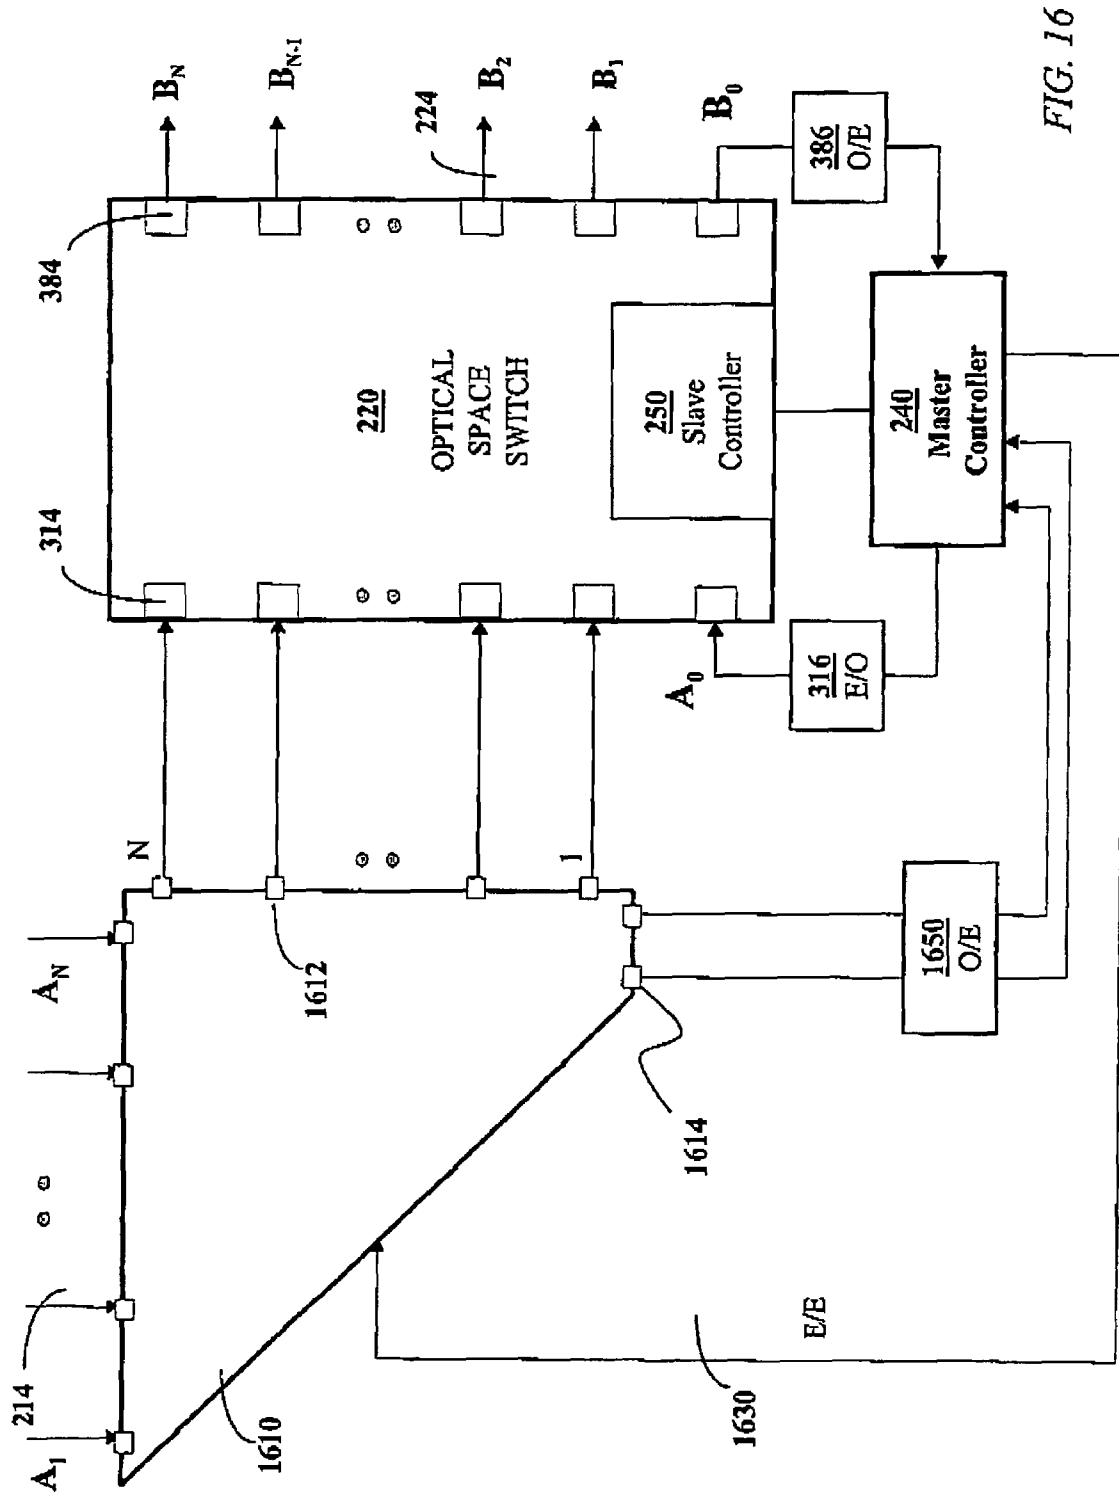 B_N
B_N-1
B_2
224
B_1
B_0
386
O/E
384
220
OPTICAL
SPACE
SWITCH
250
Slave
Controller
240
Master
Controller
314
A_0
316
E/O
N
1
A_N
1612
1650
O/E
1614
214
A_1
1610
E/E
1630
FIG. 16